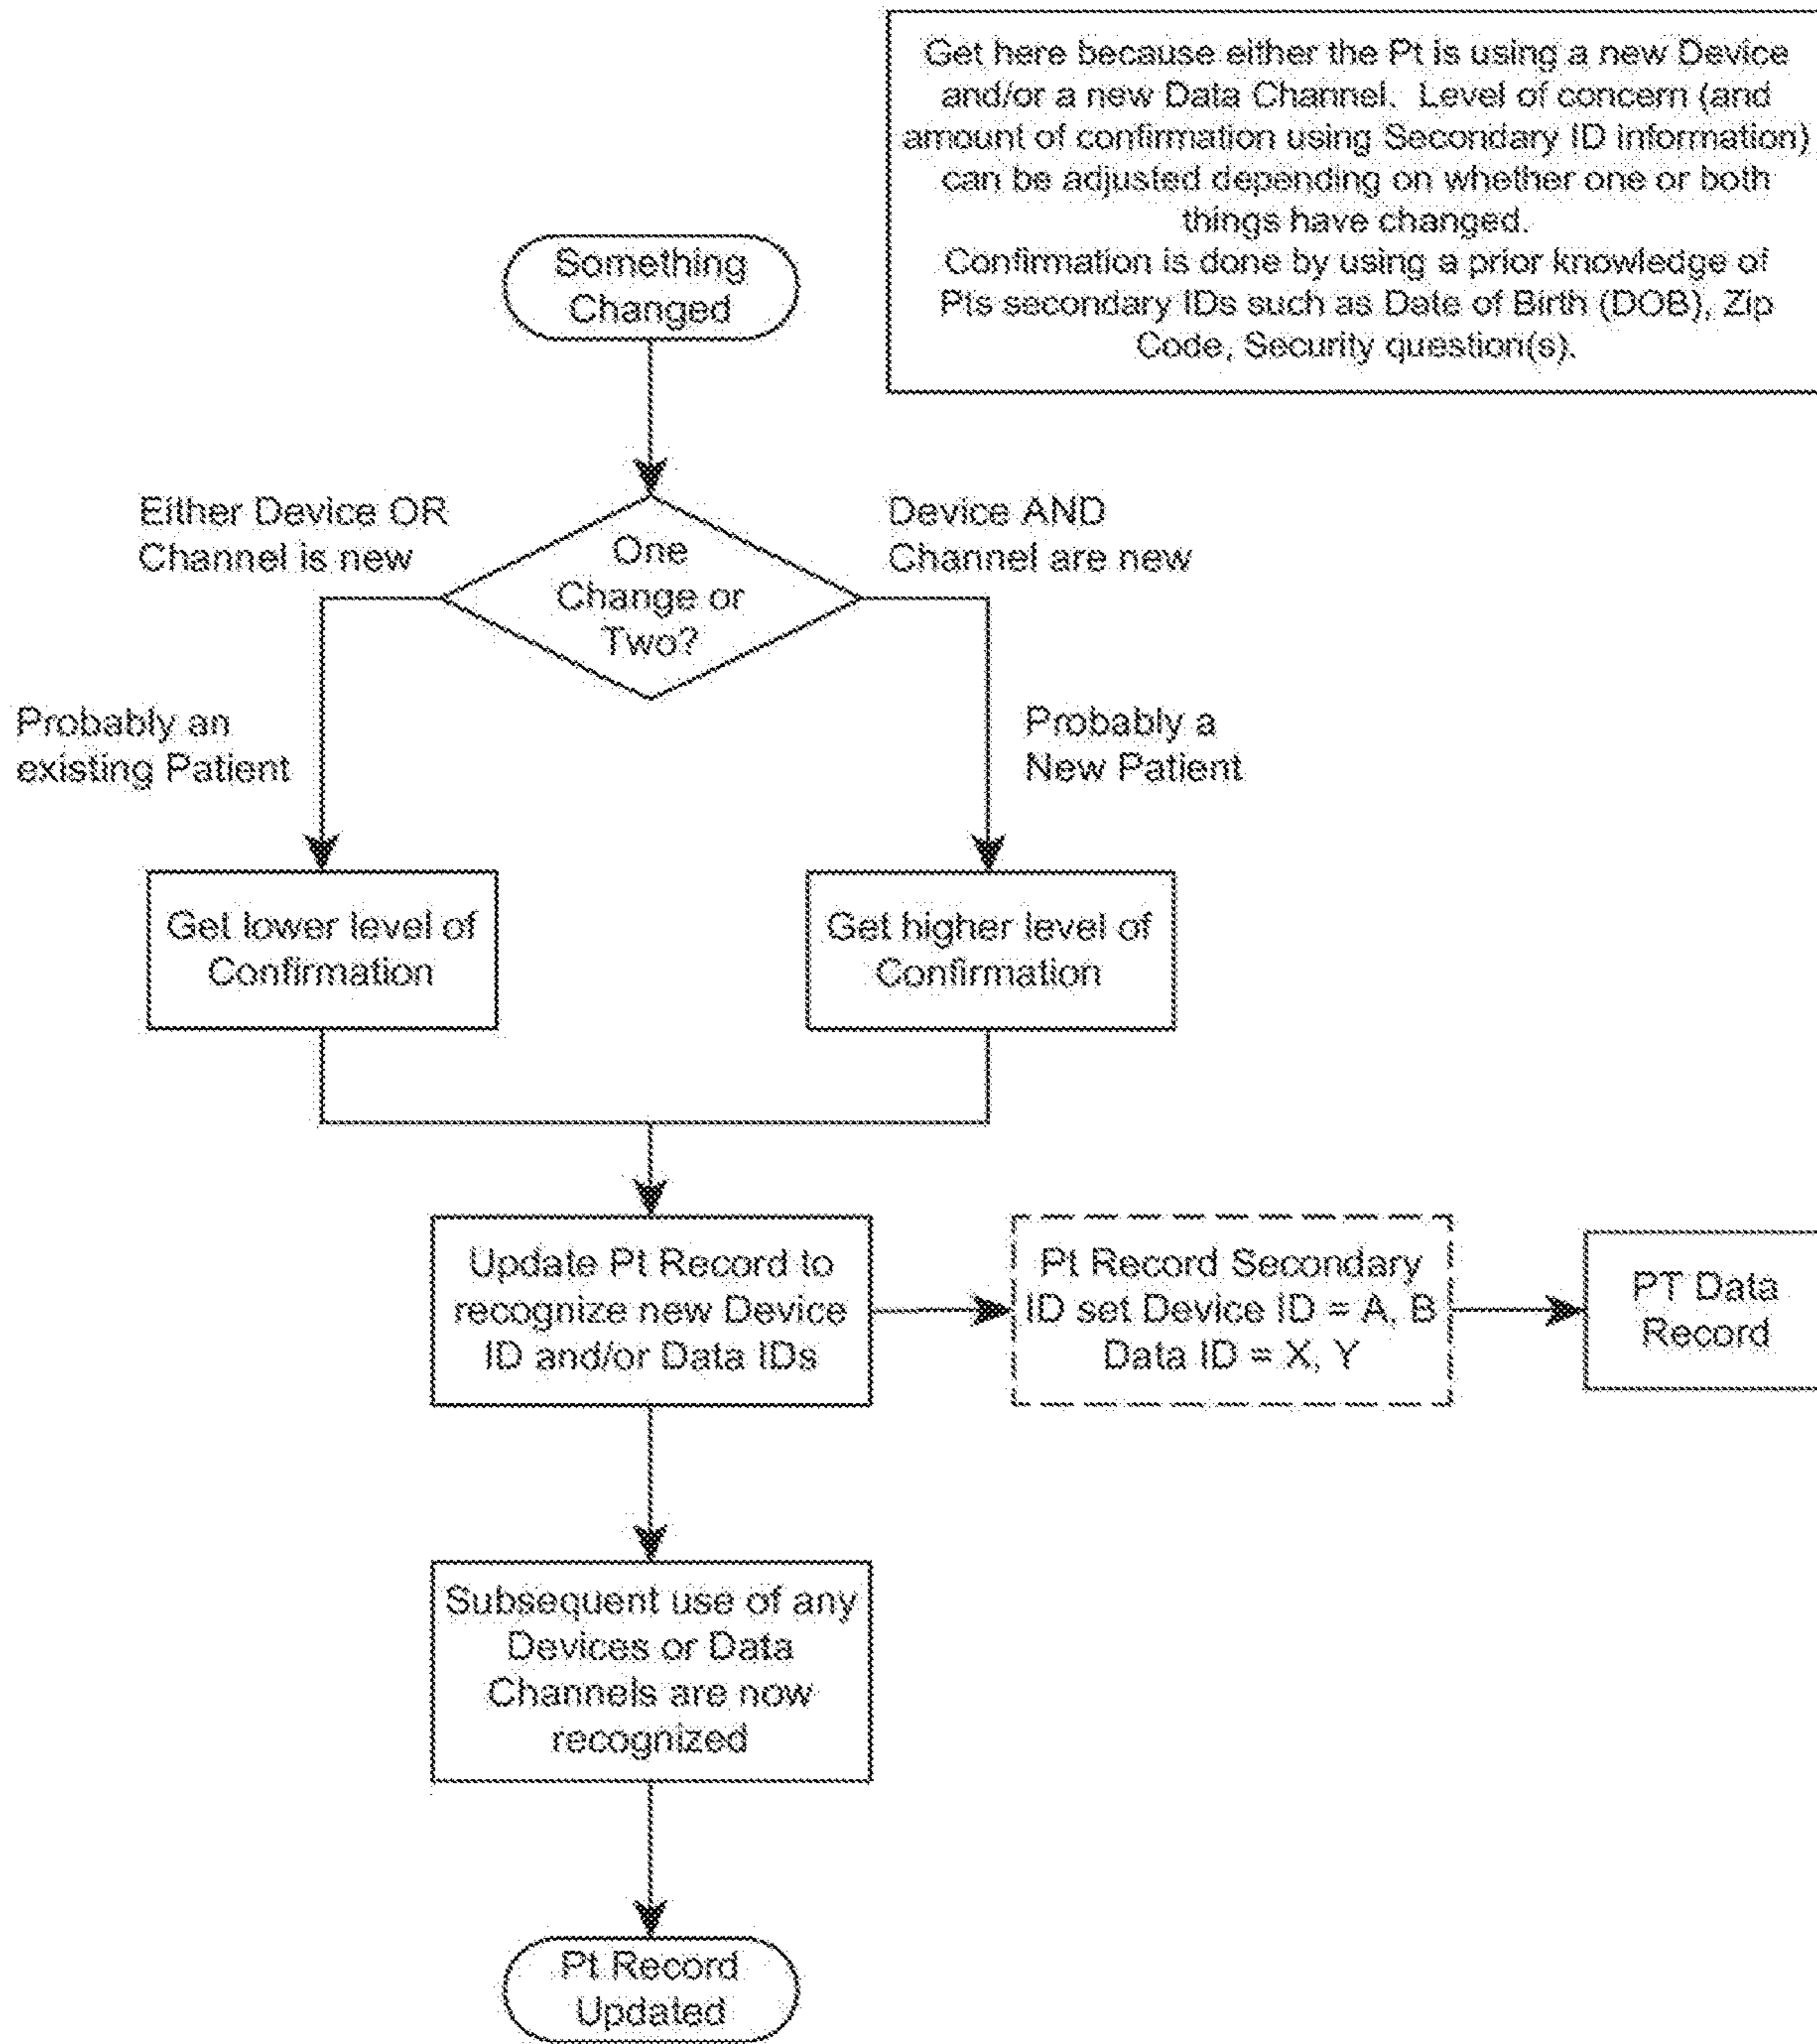 Get here because either the Pt is using a new Device
and/or a new Data Channel. Level of concern (and
amount of confirmation using Secondary ID information)
can be adjusted depending on whether one or both
things have changed.
Confirmation is done by using a prior knowledge of
Pts secondary IDs such as Date of Birth (DOB), Zip
Code, Security question(s).
Something
Changed
Either Device OR
Channel is new
One
Change or
Two?
Device AND
Channel are new
Probably an
existing Patient
Probably a
New Patient
Get lower level of
Confirmation
Get higher level of
Confirmation
Update Pt Record to
recognize new Device
ID and/or Data IDs
Pt Record Secondary
ID set Device ID = A, B
Data ID = X, Y
PT Data
Record
Subsequent use of any
Devices or Data
Channels are now
recognized
Pt Record
Updated